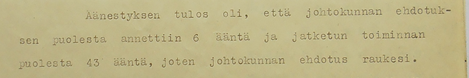 Äänestyksen tulos oli, että johtokunnan ehdotuk-
sen puolesta annettiin 6 ääntä ja jatketun toiminnan
puolesta 43 ääntä, joten johtokunnan ehdotus raukesi.